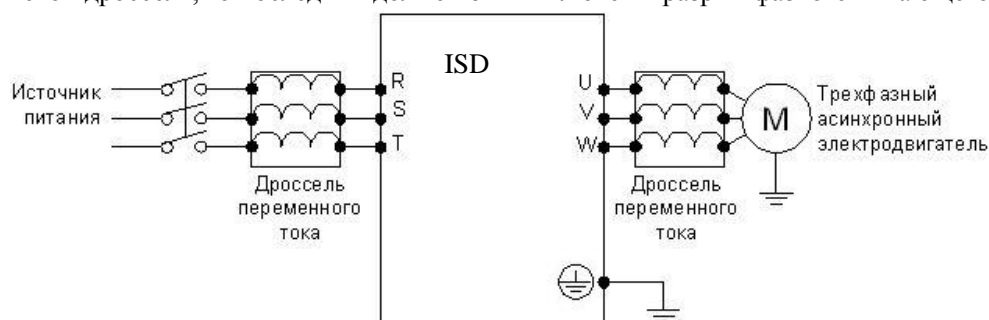 ISD
Источник
питания
R
S
T
U
V
W
M
Трехфазный
асинхронный
электродвигатель
Дроссель
переменного
тока
Дроссель
переменного
тока